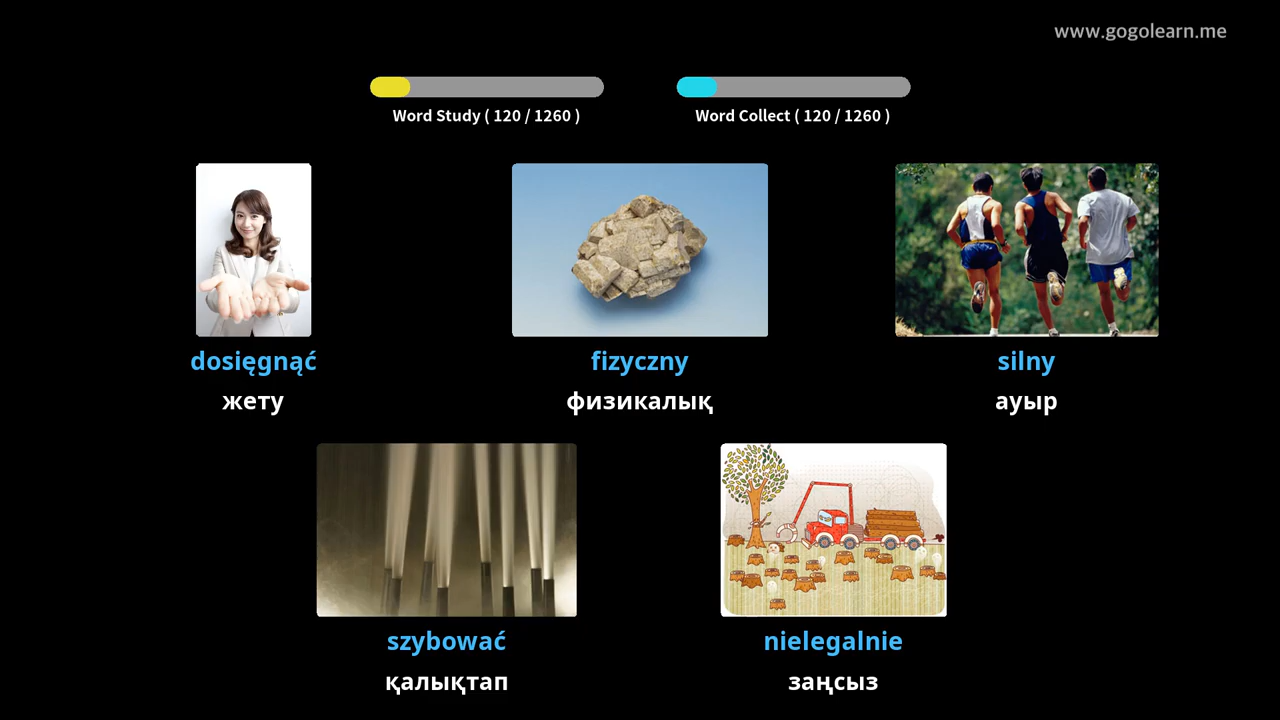 www.gogolearn.me
Word Study ( 120 / 1260 )
Word Collect ( 120 / 1260 )
dosięgnąć
жету
fizyczny
физикалық
silny
ауыр
szybować
қалықтап
nielegalnie
заңсыз